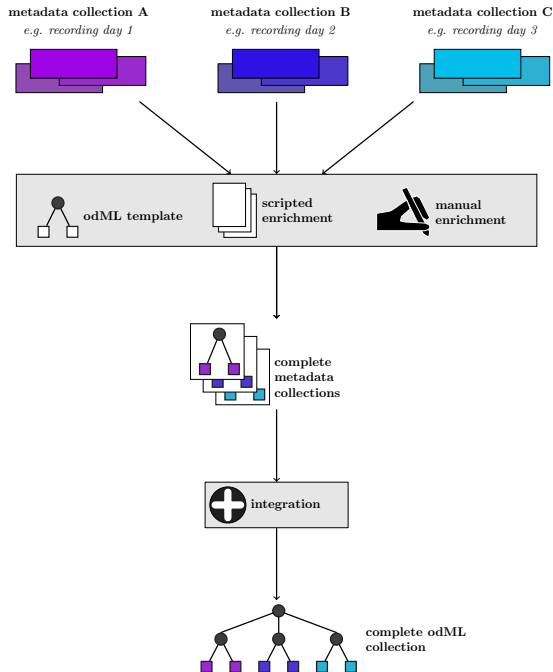 metadata collection A
e.g. recording day 1
metadata collection B
e.g. recording day 2
metadata collection C
e.g. recording day 3
odML template
scripted
enrichment
manual
enrichment
complete
metadata
collections
integration
complete odML
collection